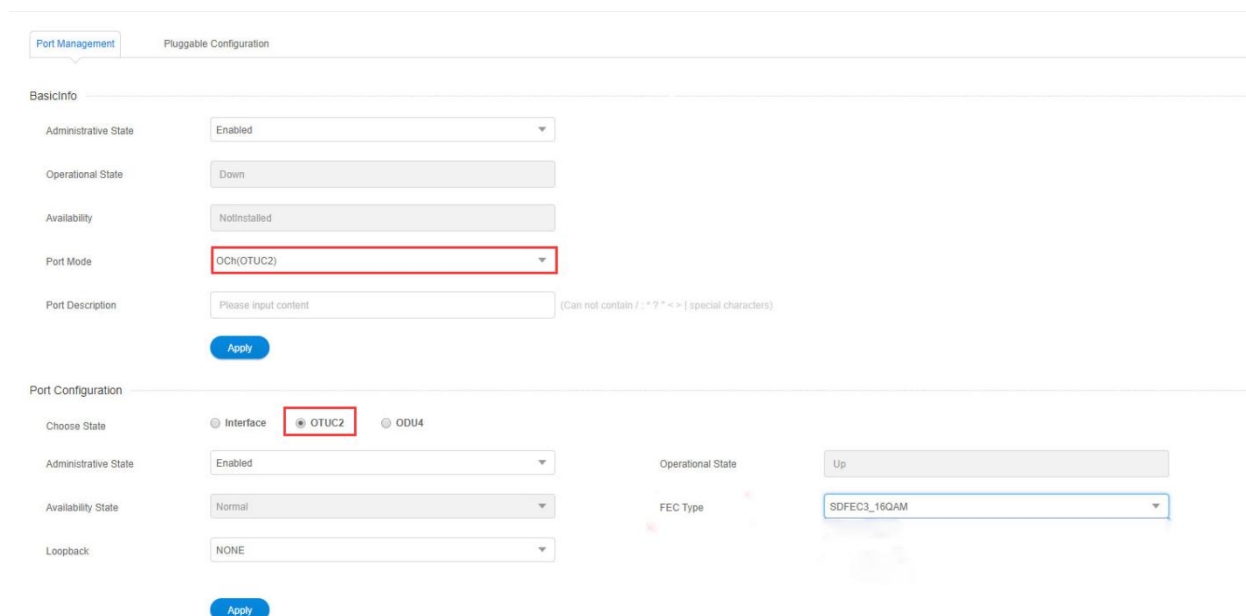 Port Management Pluggable Configuration
BasicInfo
Administrative State Enabled
Operational State Down
Availability NotInstalled
Port Mode OCh(OTUC2)
Port Description Please input content (Can not contain / ; * ? " < > | special characters)
Apply
Port Configuration
Choose State Interface OTUC2 ODU4
Administrative State Enabled Operational State Up
Availability State Normal FEC Type SDFEC3_16QAM
Loopback NONE
Apply